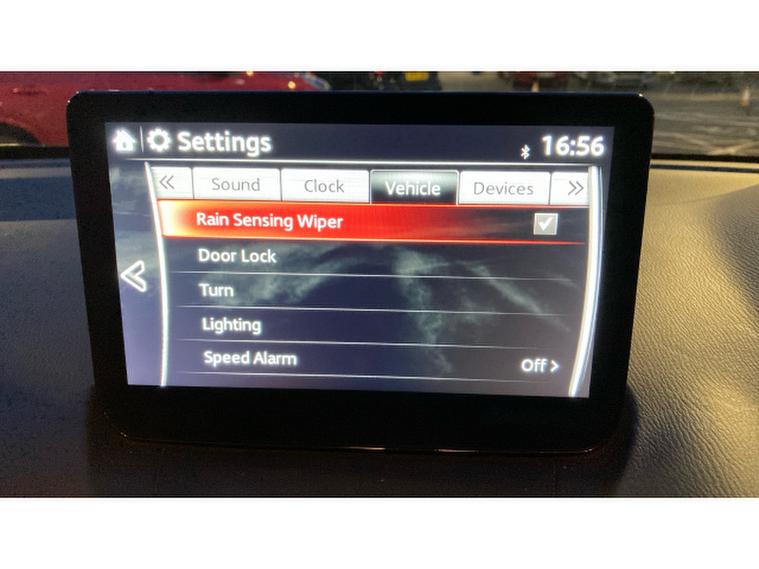 Settings 16:56
« Sound Clock Vehicle Devices »
Rain Sensing Wiper
Door Lock
Turn
Lighting
Speed Alarm Off >